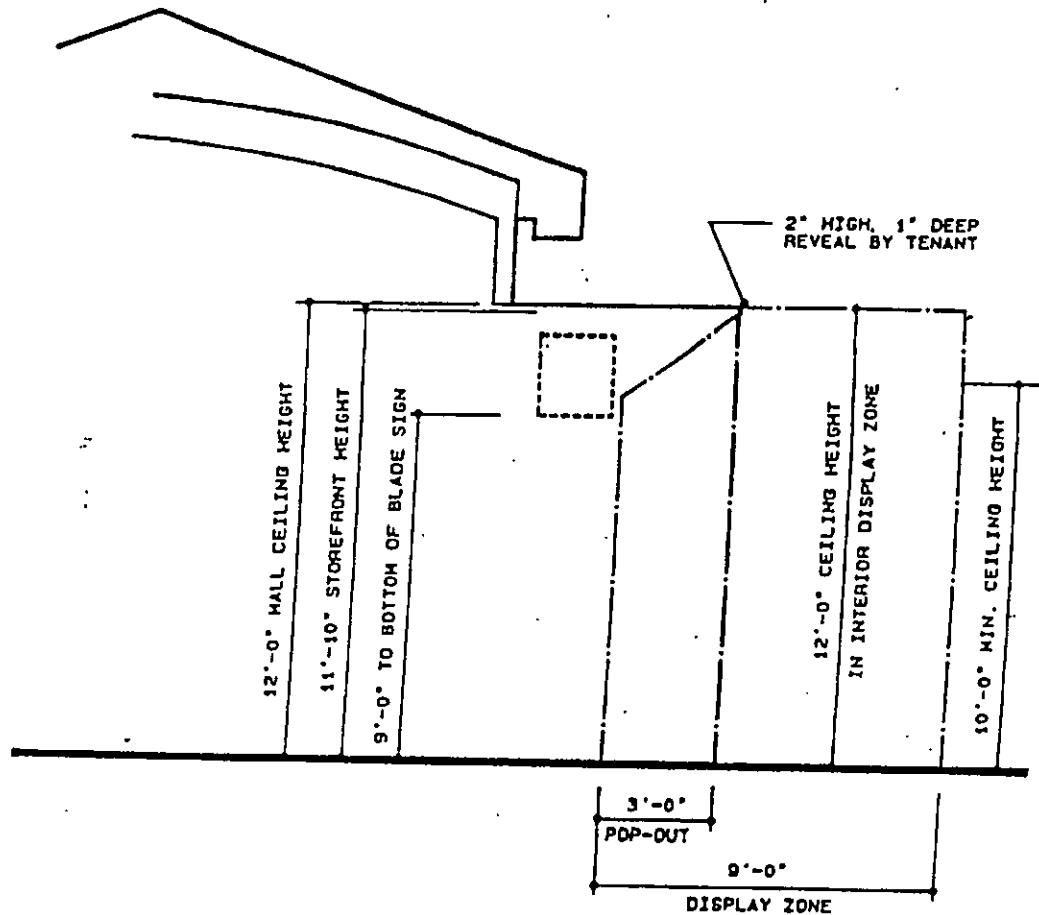 2" HIGH, 1" DEEP
REVEAL BY TENANT
12'-0" MALL CEILING HEIGHT
11'-10" STOREFRONT HEIGHT
9'-0" TO BOTTOM OF BLADE SIGN
12'-0" CEILING HEIGHT
IN INTERIOR DISPLAY ZONE
10'-0" MIN. CEILING HEIGHT
3'-0"
POP-OUT
9'-0"
DISPLAY ZONE